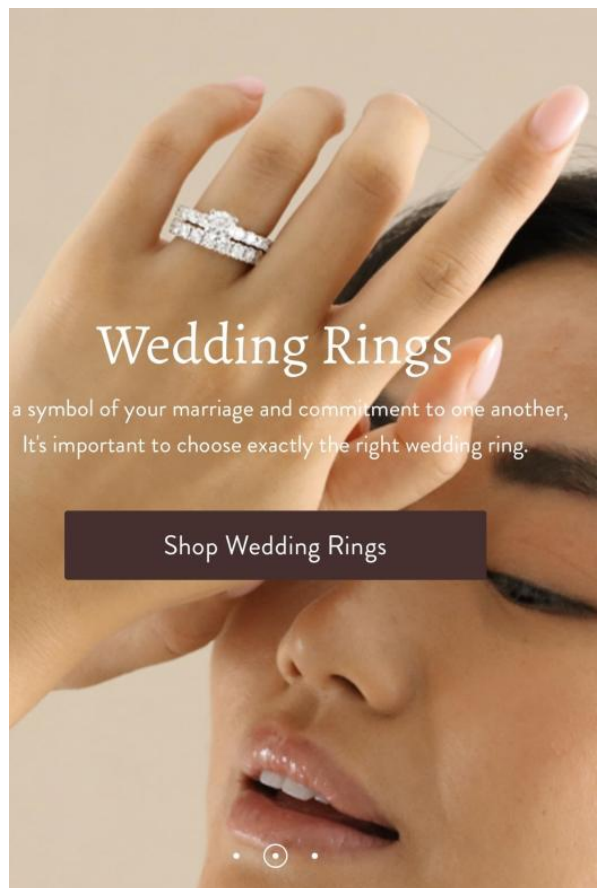 Wedding Rings
a symbol of your marriage and commitment to one another,
It's important to choose exactly the right wedding ring.
Shop Wedding Rings